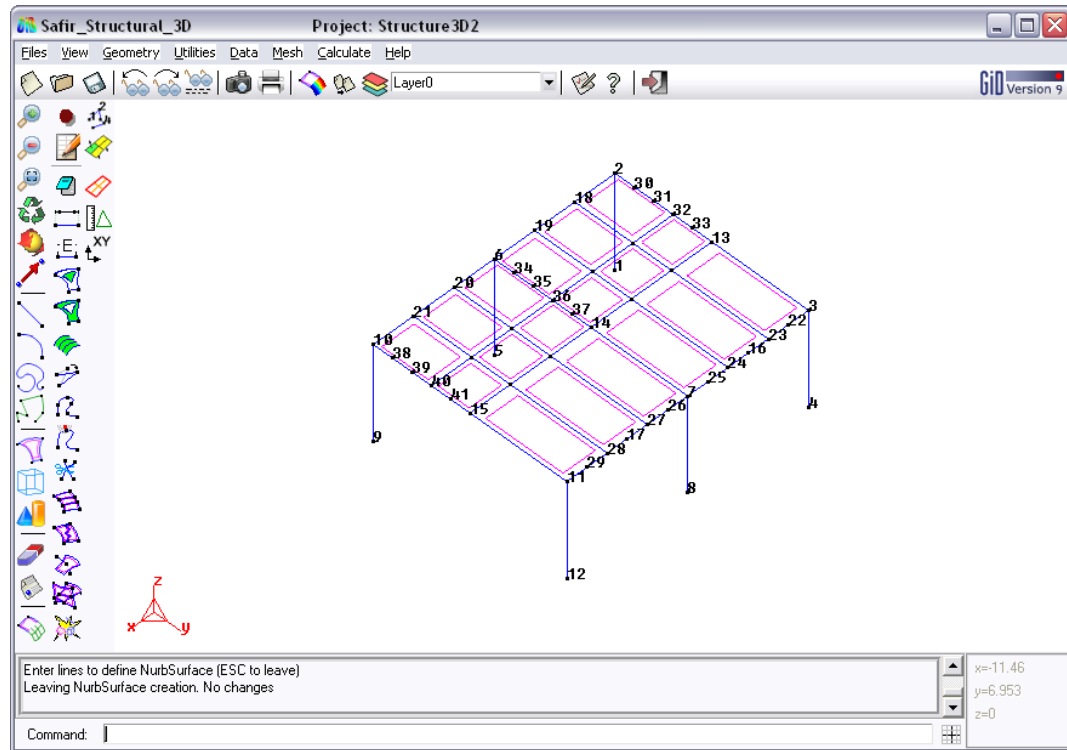 Safir_Structural_3D Project: Structure3D2
Files View Geometry Utilities Data Mesh Calculate Help
Layer0
GiD Version 9
2
E
XY
2
30
31
18
32
33
19
13
6
34
1
35
20
36
3
21
37
22
14
23
10
5
16
38
24
39
25
40
7
4
41
26
15
27
17
9
28
29
11
8
12
z
x
y
Enter lines to define NurbSurface (ESC to leave)
Leaving NurbSurface creation. No changes
x=-11.46
y=6.953
z=0
Command: